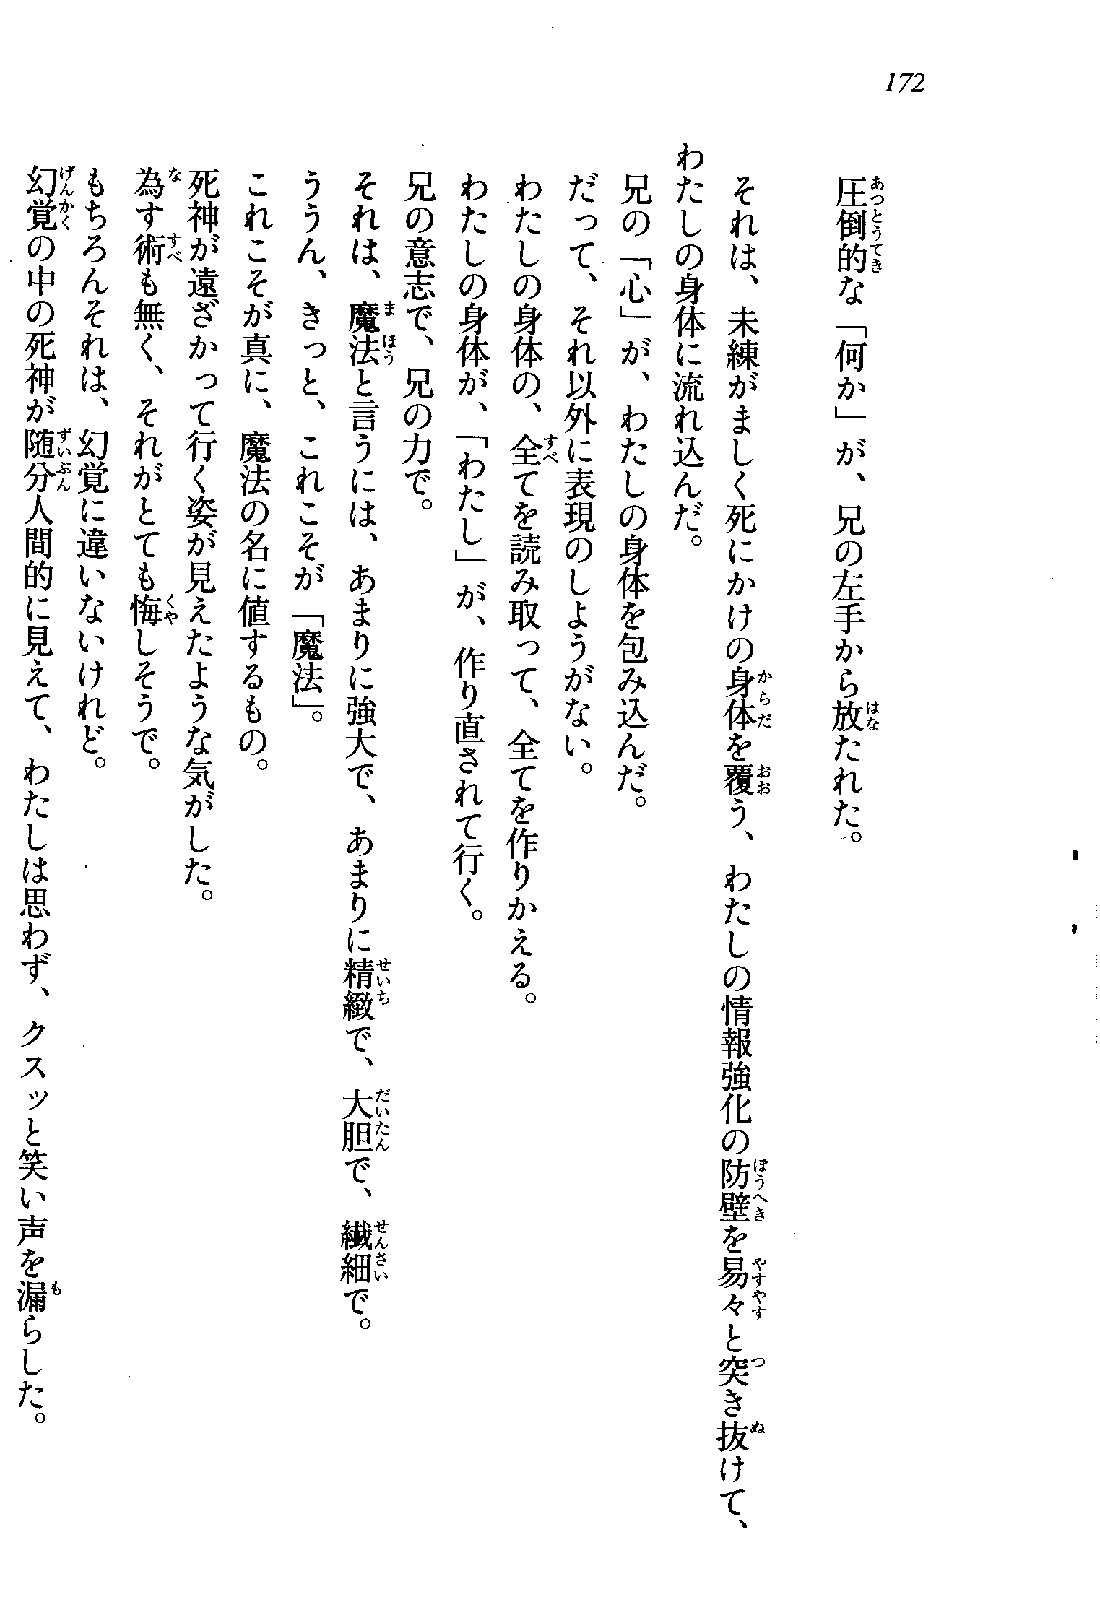 172
圧倒的な「何か」が、兄の左手から放たれた。
それは、未練がましく死にかけの身体を覆う、わたしの情報強化の防壁を易々と突き抜けて、
わたしの身体に流れ込んだ。
兄の「心」が、わたしの身体を包み込んだ。
だって、それ以外に表現のしようがない。
わたしの身体の、全てを読み取って、全てを作りかえる。
わたしの身体が、「わたし」が、作り直されて行く。
兄の意志で、兄の力で。
それは、魔法と言うには、あまりに強大で、あまりに精緻で、大胆で、繊細で。
ううん、きっと、これこそが「魔法」。
これこそが真に、魔法の名に値するもの。
死神が遠ざかって行く姿が見えたような気がした。
為す術も無く、それがとても悔しそうで。
もちろんそれは、幻覚に違いないけれど。
幻覚の中の死神が随分人間的に見えて、わたしは思わず、クスッと笑い声を漏らした。